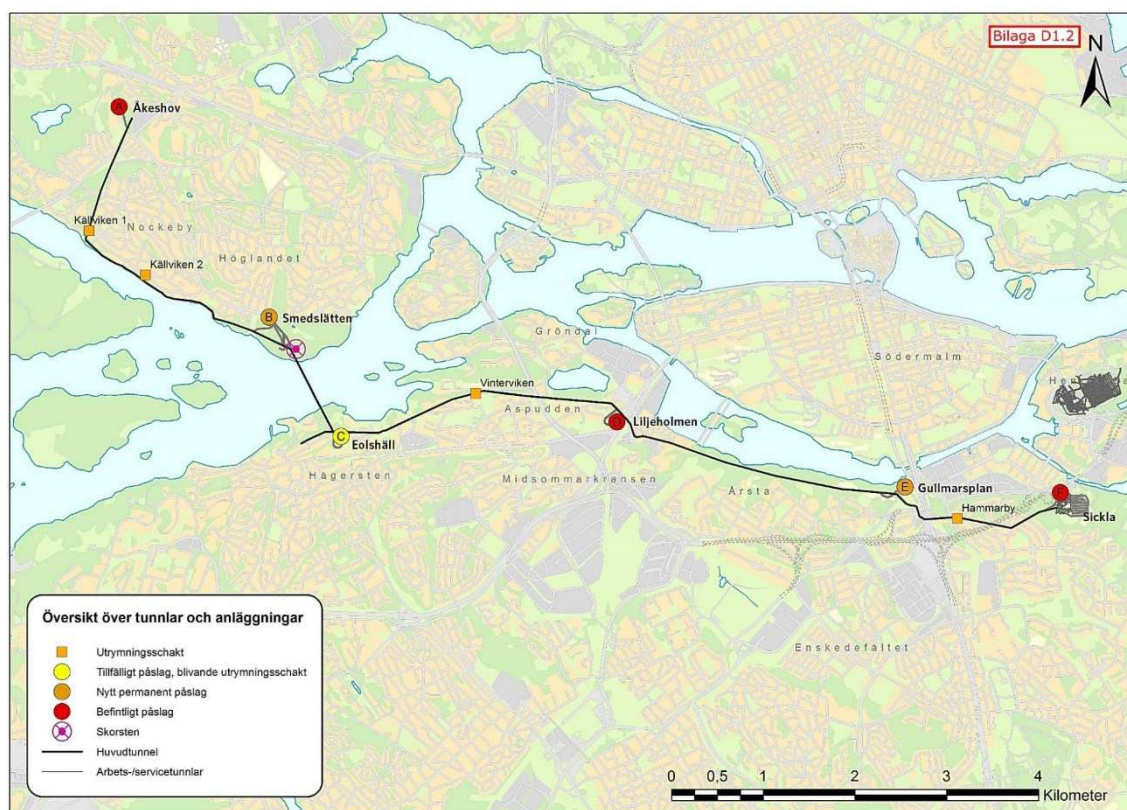 Bilaga D1.2
N
A
Åkeshov
Källviken 1
Nockeby
Källviken 2
Höglandet
B
Smedslätten
Gröndal
Södermalm
Vinterviken
Aspudden
D
Liljeholmen
C
Eolshäll
Hägersten
Midsommarkransen
Årsta
E
Gullmarsplan
F
Sickla
Hammarby
Enskedefältet
Översikt över tunnlar och anläggningar
Utrymningsschakt
Tillfälligt påslag, blivande utrymningsschakt
Nytt permanent påslag
Befintligt påslag
Skorsten
Huvudtunnel
Arbets-/servicetunnlar
0 0,5 1 2 3 4
Kilometer